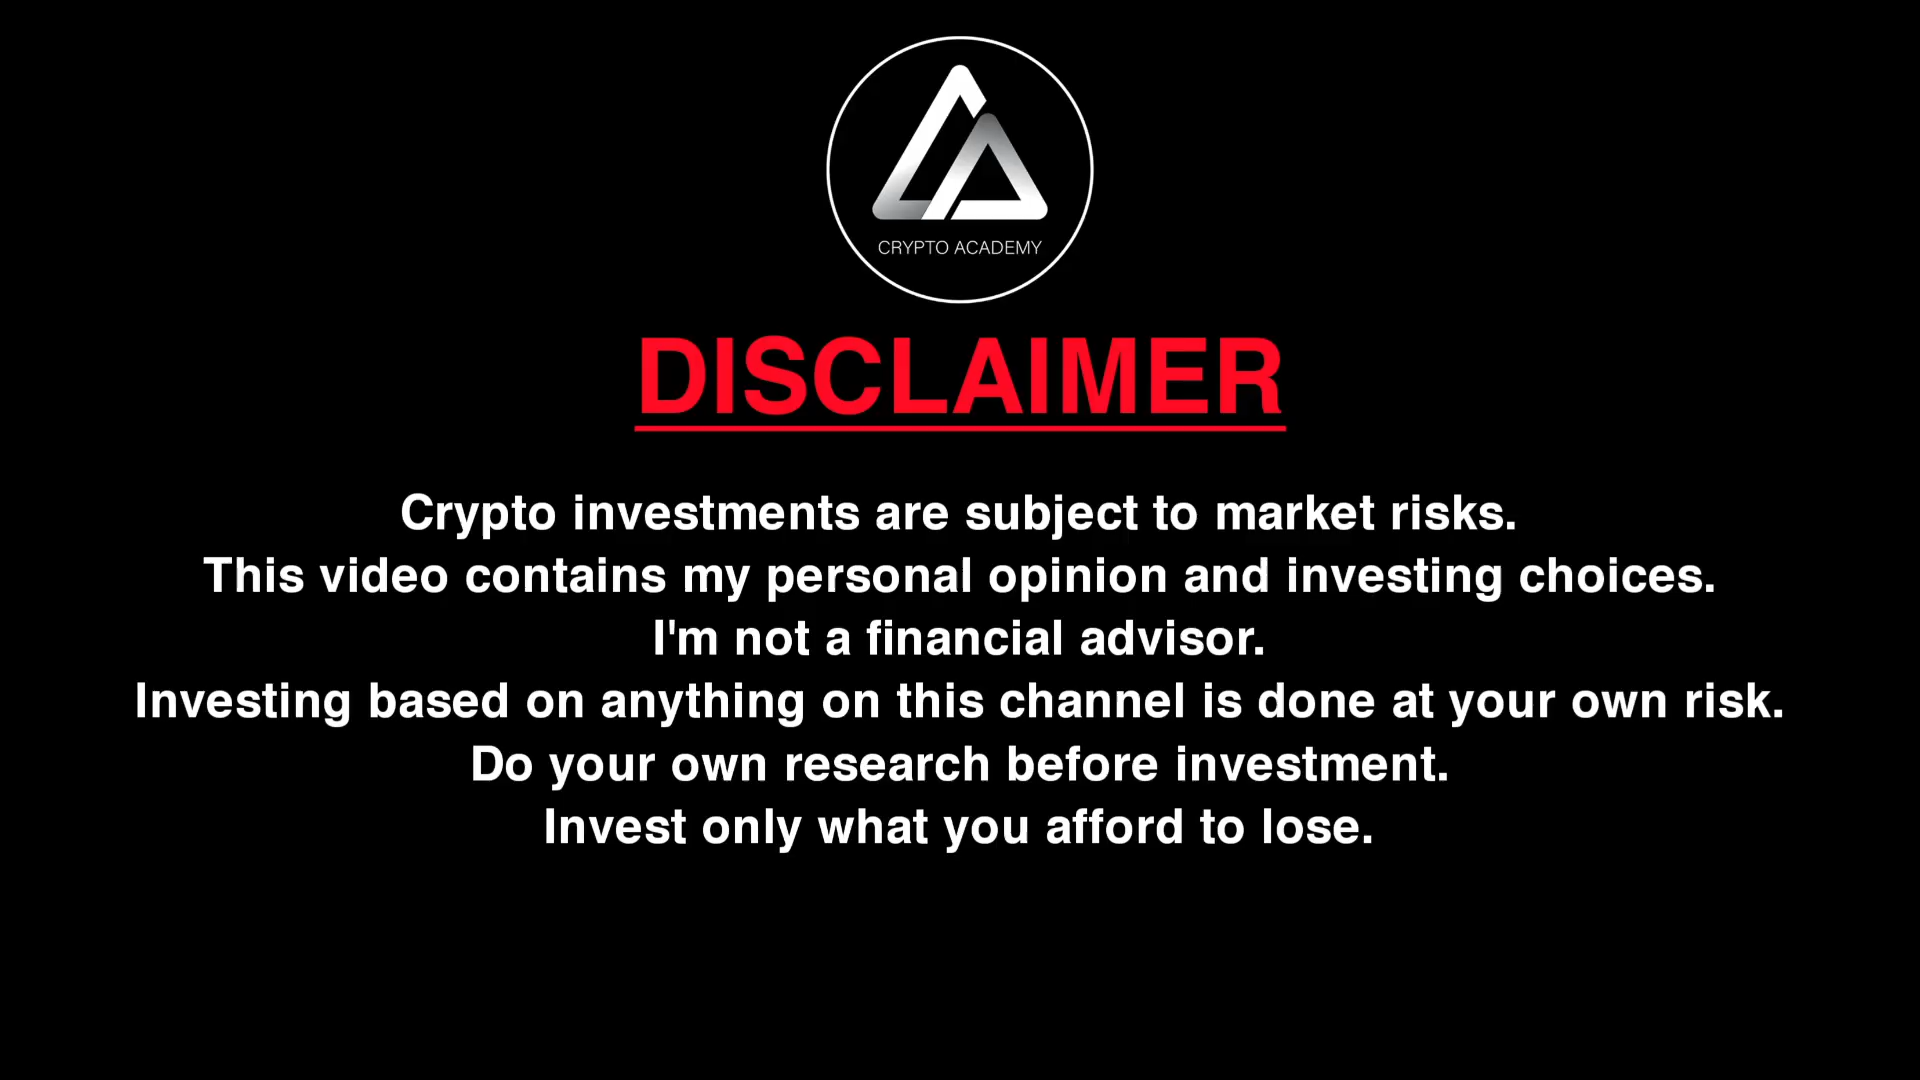 CRYPTO ACADEMY
DISCLAIMER
Crypto investments are subject to market risks.
This video contains my personal opinion and investing choices.
I'm not a financial advisor.
Investing based on anything on this channel is done at your own risk.
Do your own research before investment.
Invest only what you afford to lose.